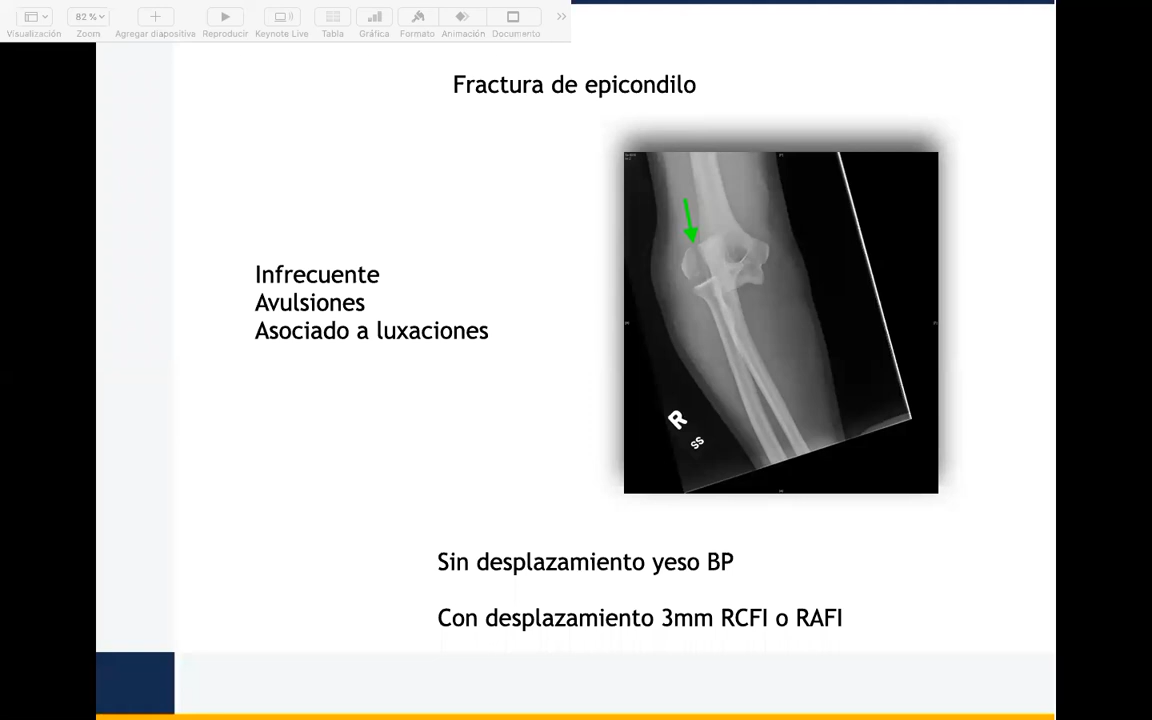 82 %
Visualización
Zoom
Agregar diapositiva
Reproducir
Keynote Live
Tabla
Gráfica
Formato
Animación
Documento
Fractura de epicondilo
Infrecuente
Avulsiones
Asociado a luxaciones
R
SS
Sin desplazamiento yeso BP
Con desplazamiento 3mm RCFI o RAFI